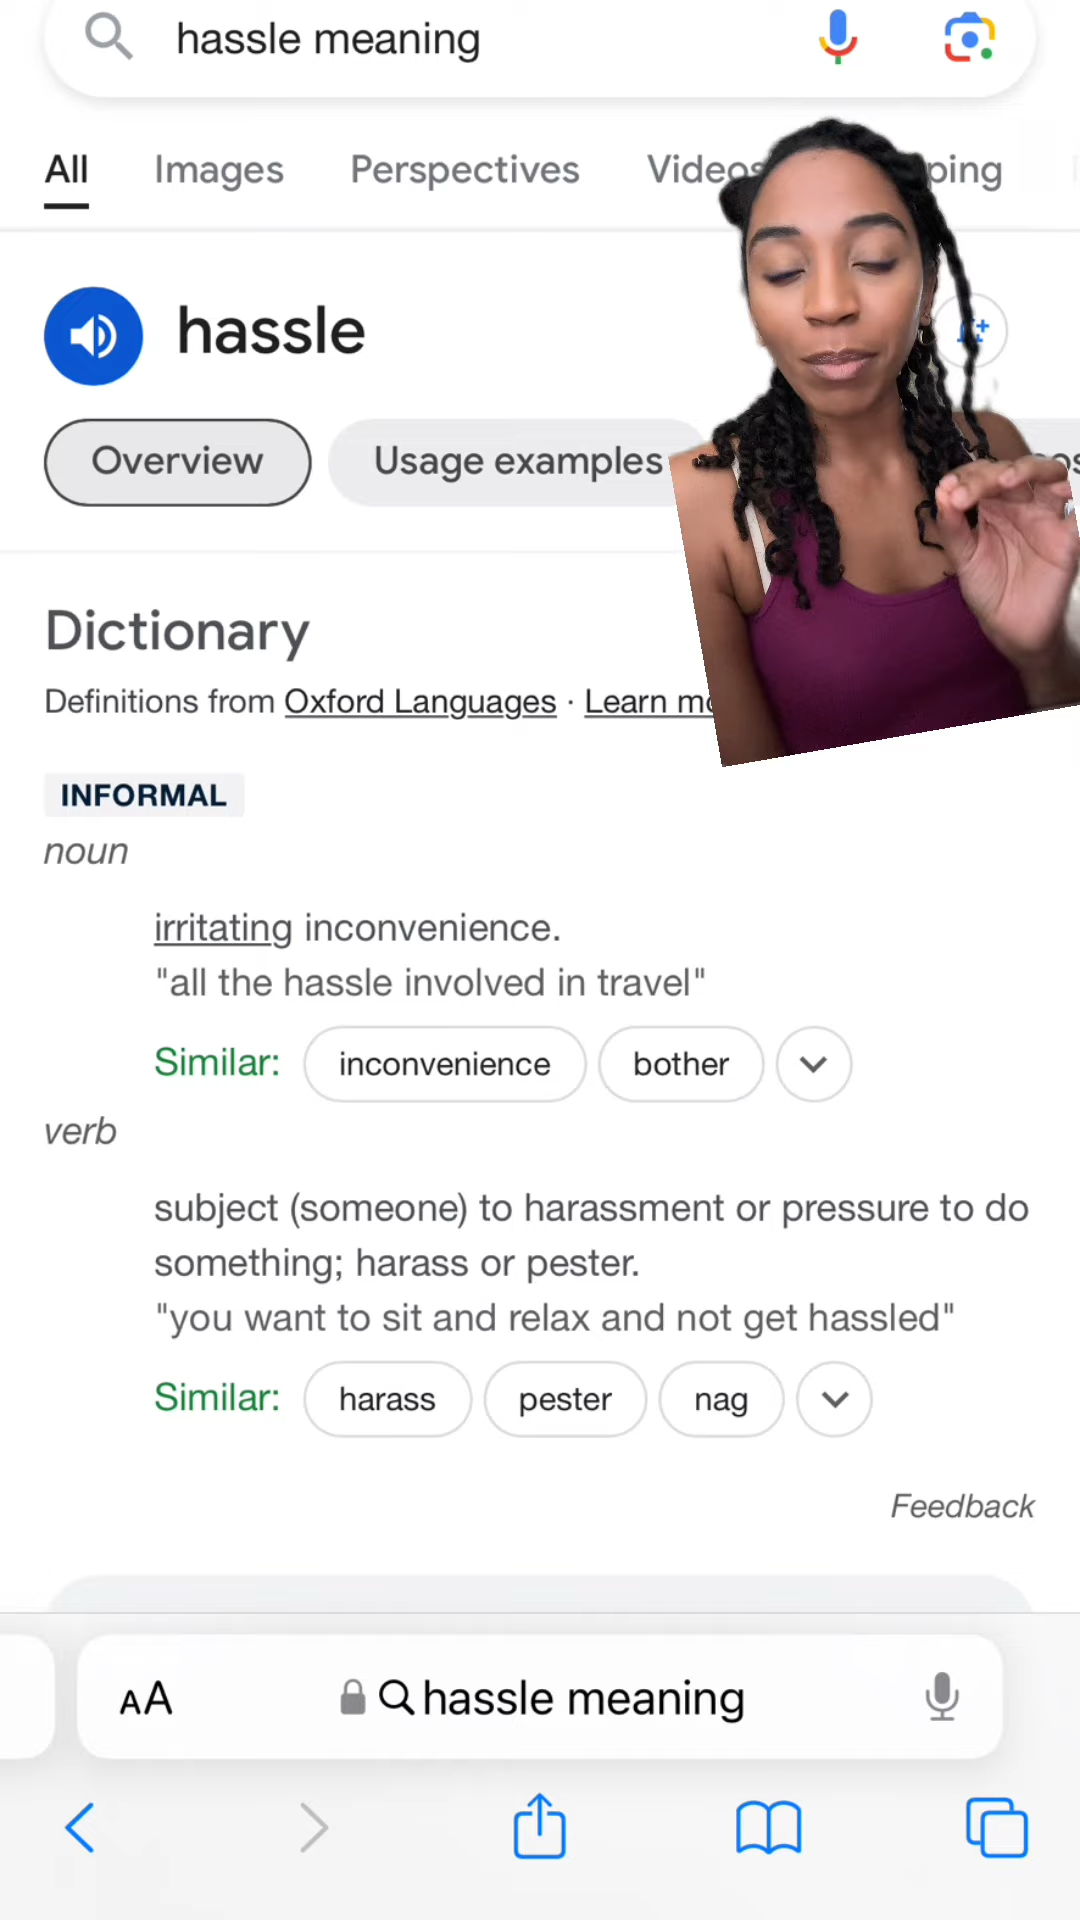 hassle meaning
All Images Perspectives Videos
hassle
Overview Usage examples
Dictionary
Definitions from Oxford Languages · Learn
INFORMAL
noun
irritating inconvenience.
"all the hassle involved in travel"
Similar: inconvenience bother
verb
subject (someone) to harassment or pressure to do
something; harass or pester.
"you want to sit and relax and not get hassled"
Similar: harass pester nag
Feedback
AA hassle meaning